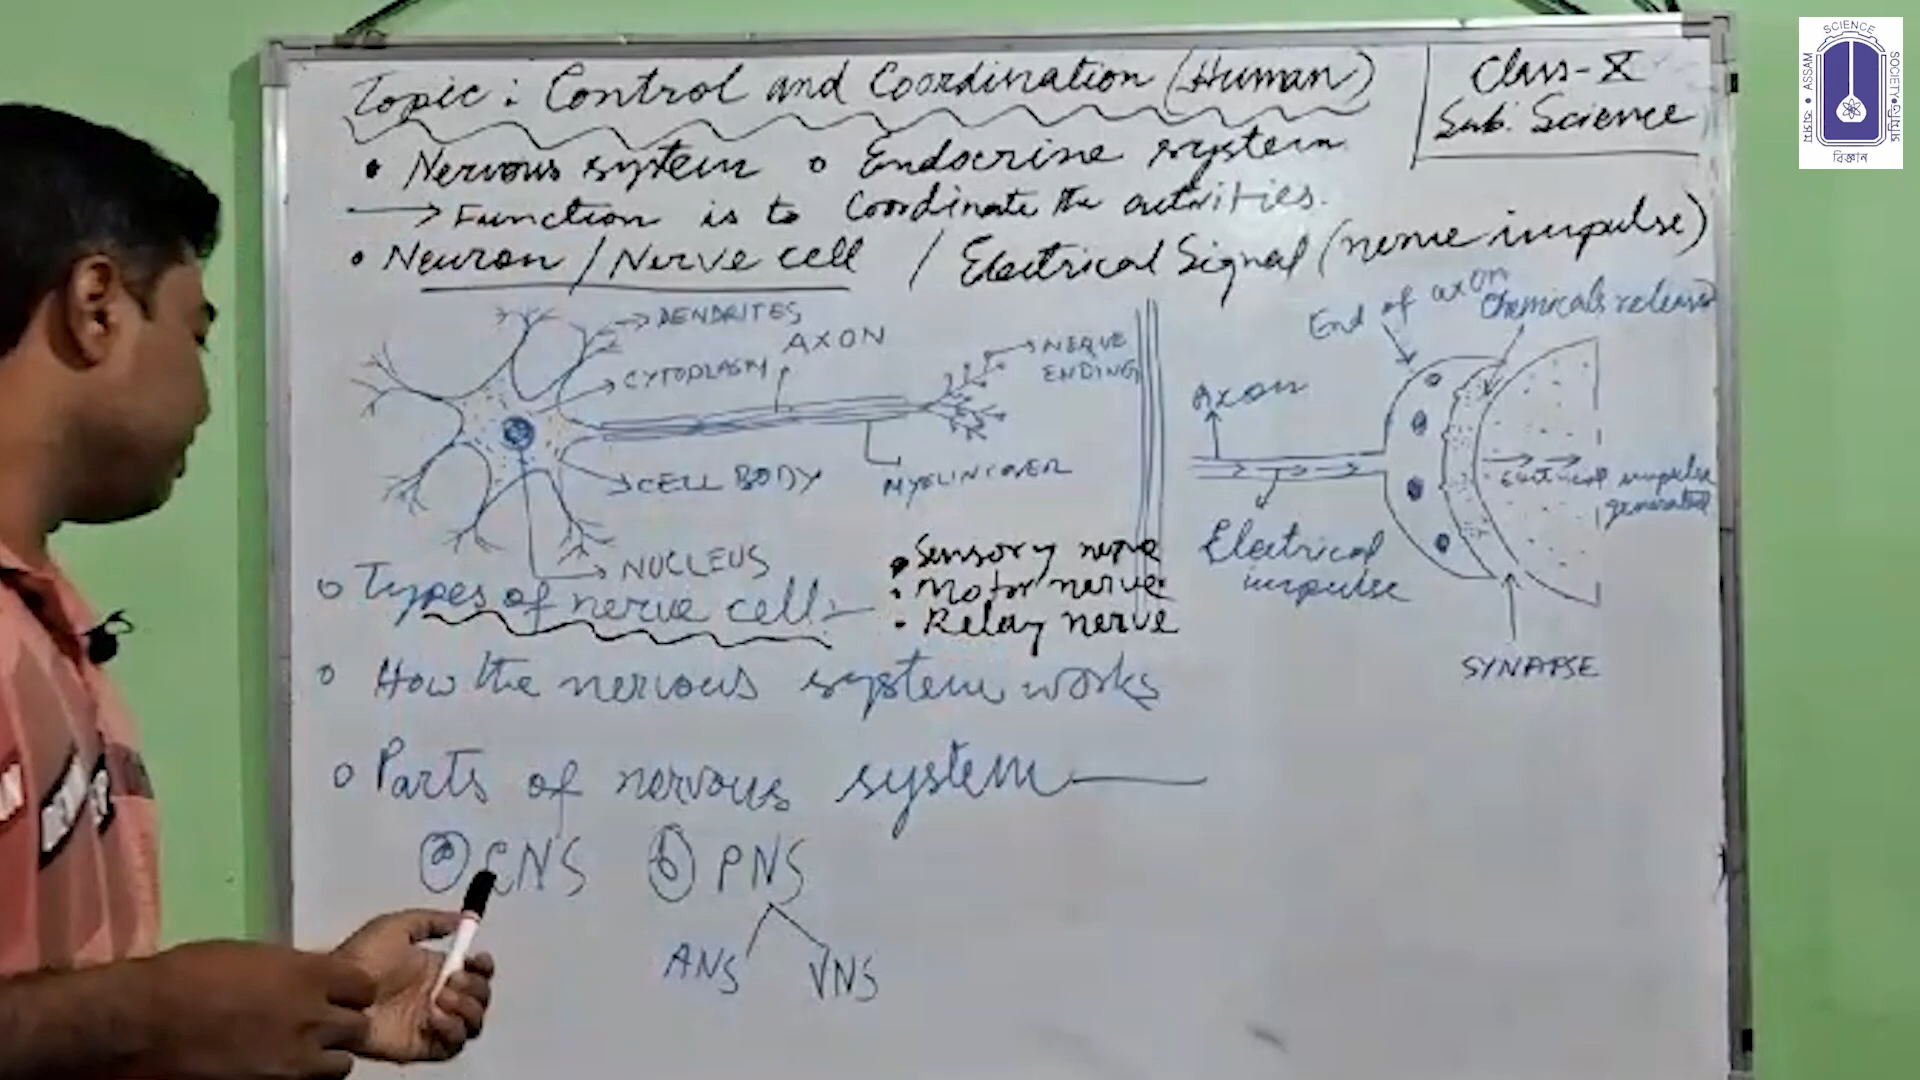 Topic: Control and Coordination (Human)
Class-X
Sub. Science
• Nervous system o Endocrine system
→ Function is to Coordinate the activities.
• Neuron / Nerve cell / Electrical Signal (nerve impulse)
DENDRITES
CYTOPLASM
AXON
NERVE
ENDING
CELL BODY
MYELIN COVER
NUCLEUS
End of axon
Chemicals released
Axon
Electrical impulse
generated
Electrical
impulse
SYNAPSE
o Types of nerve cell:-
• Sensory nerve
• Motor nerve
• Relay nerve
o How the nervous system works
o Parts of nervous system
(a) CNS (b) PNS
ANS VNS
ASSAM SCIENCE SOCIETY
বিজ্ঞান